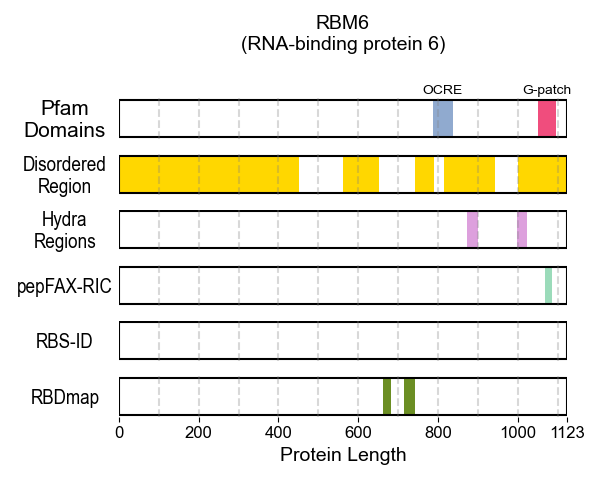 RBM6
(RNA-binding protein 6)
OCRE
G-patch
Pfam
Domains
Disordered
Region
Hydra
Regions
pepFAX-RIC
RBS-ID
RBDmap
0 200 400 600 800 1000 1123
Protein Length